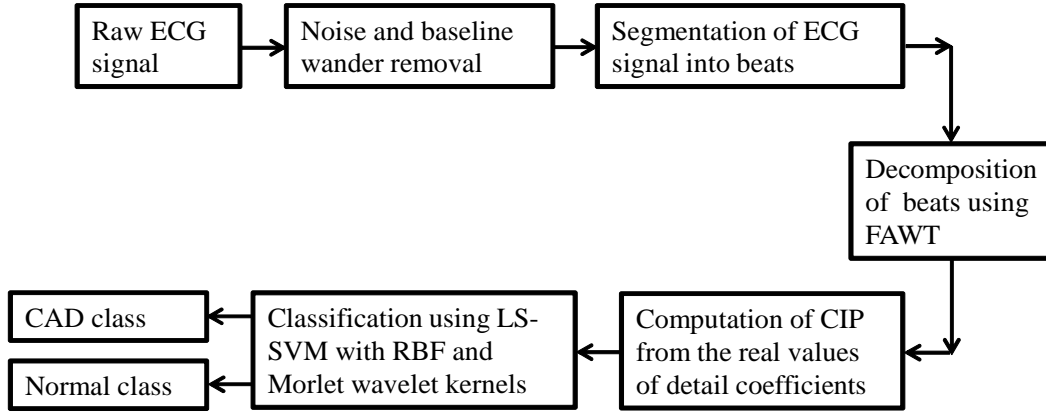 Raw ECG
signal
Noise and baseline
wander removal
Segmentation of ECG
signal into beats
Decomposition
of beats using
FAWT
Computation of CIP
from the real values
of detail coefficients
Classification using LS-
SVM with RBF and
Morlet wavelet kernels
CAD class
Normal class